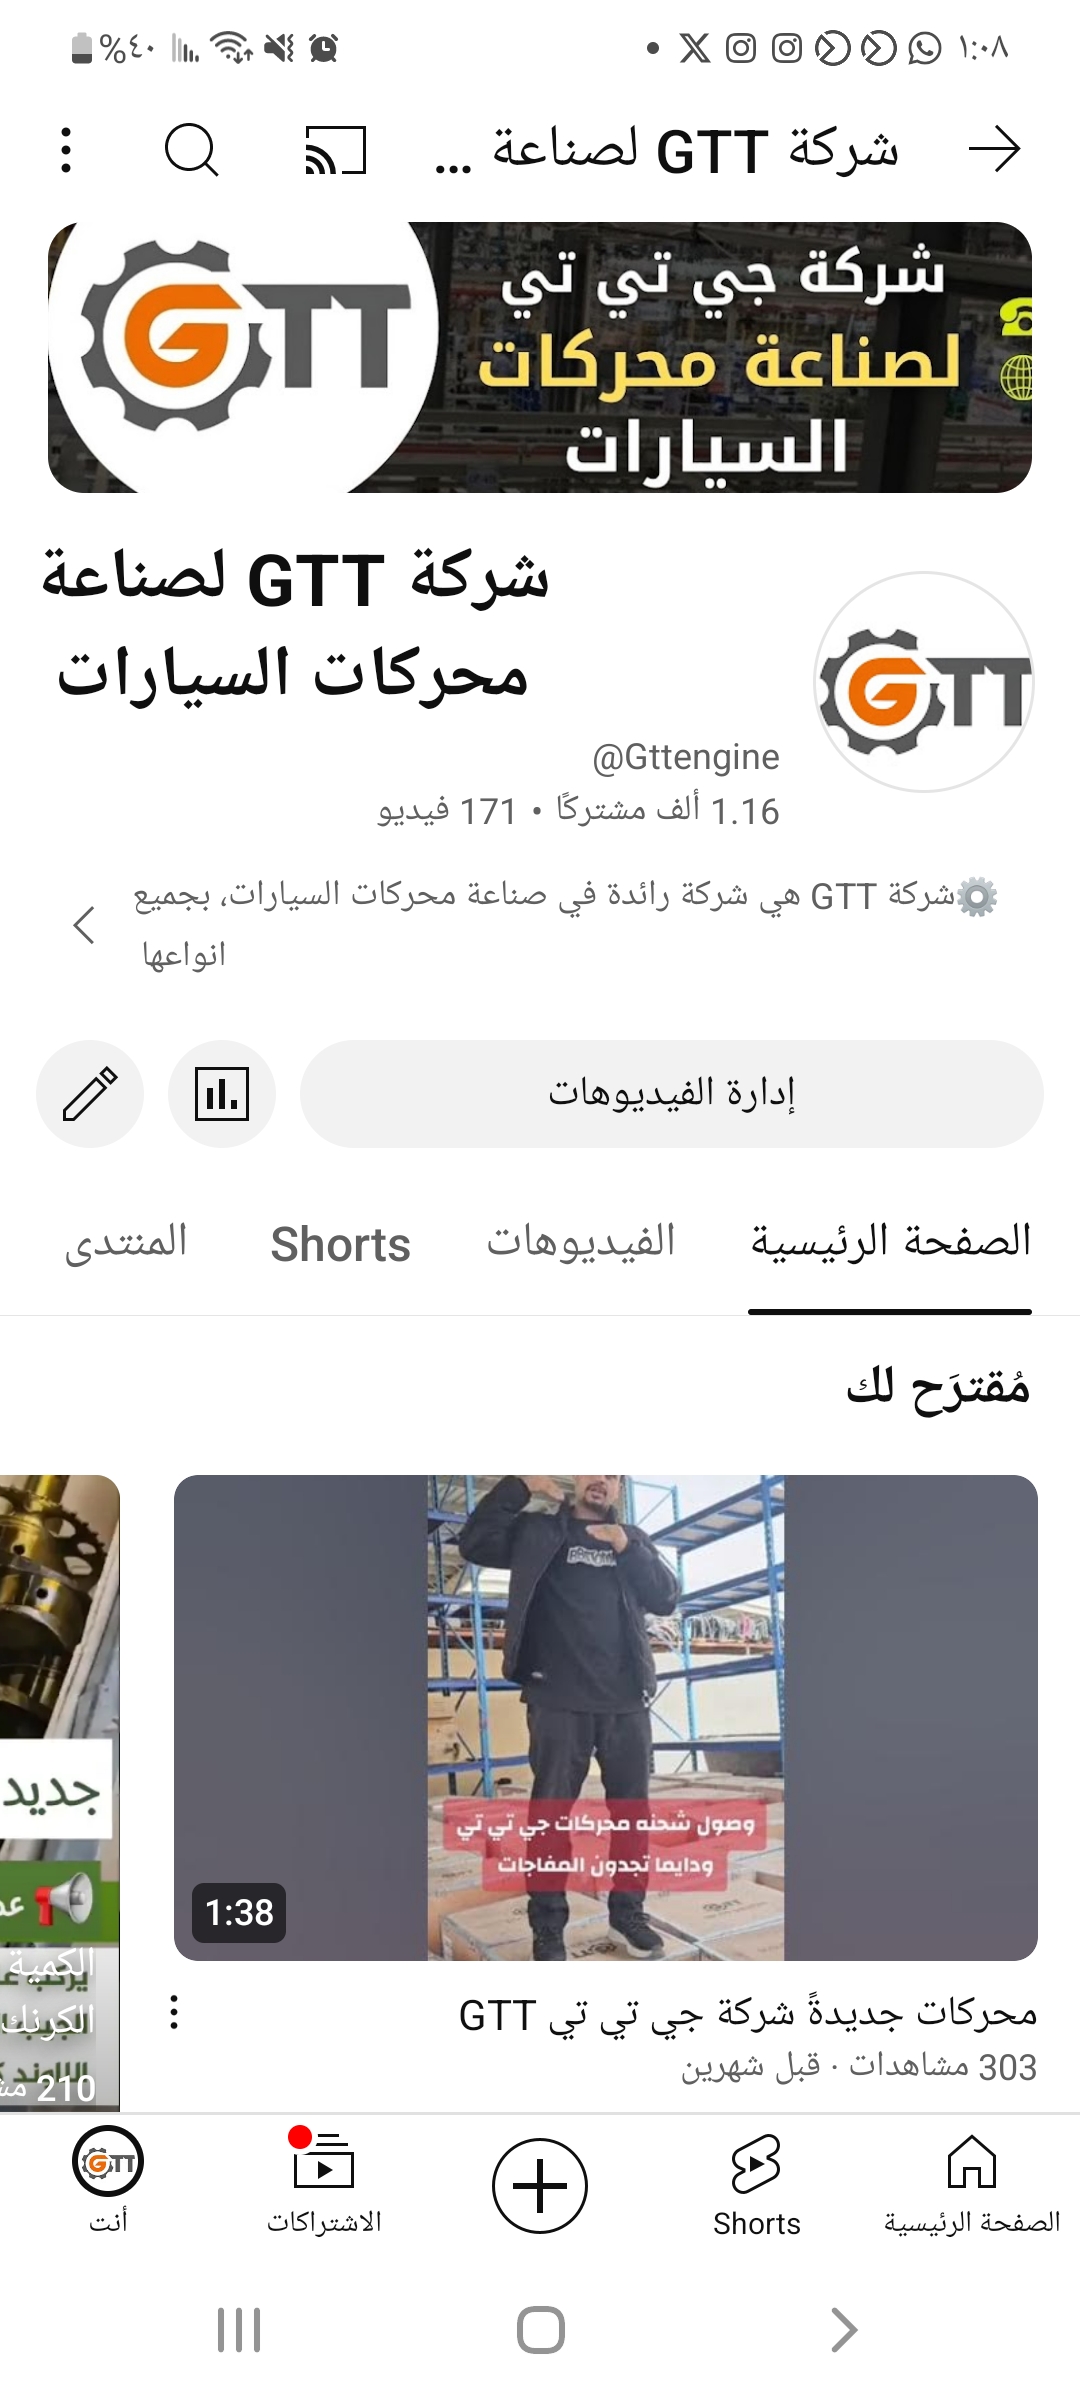 %٤٠
١:٠٨
شركة GTT لصناعة ...
GTT
شركة جي تي تي
لصناعة محركات
السيارات
شركة GTT لصناعة
محركات السيارات
GTT
@Gttengine
1.16 ألف مشتركًا • 171 فيديو
⚙️شركة GTT هي شركة رائدة في صناعة محركات السيارات، بجميع
انواعها
إدارة الفيديوهات
الصفحة الرئيسية
الفيديوهات
Shorts
المنتدى
مُقترَح لك
وصول شحنه محركات جي تي تي
ودايما تجدون المفاجات
1:38
محركات جديدةً شركة جي تي تي GTT
303 مشاهدات · قبل شهرين
جديد
الكمية
الكرنك
210
الصفحة الرئيسية
Shorts
الاشتراكات
GTT
أنت